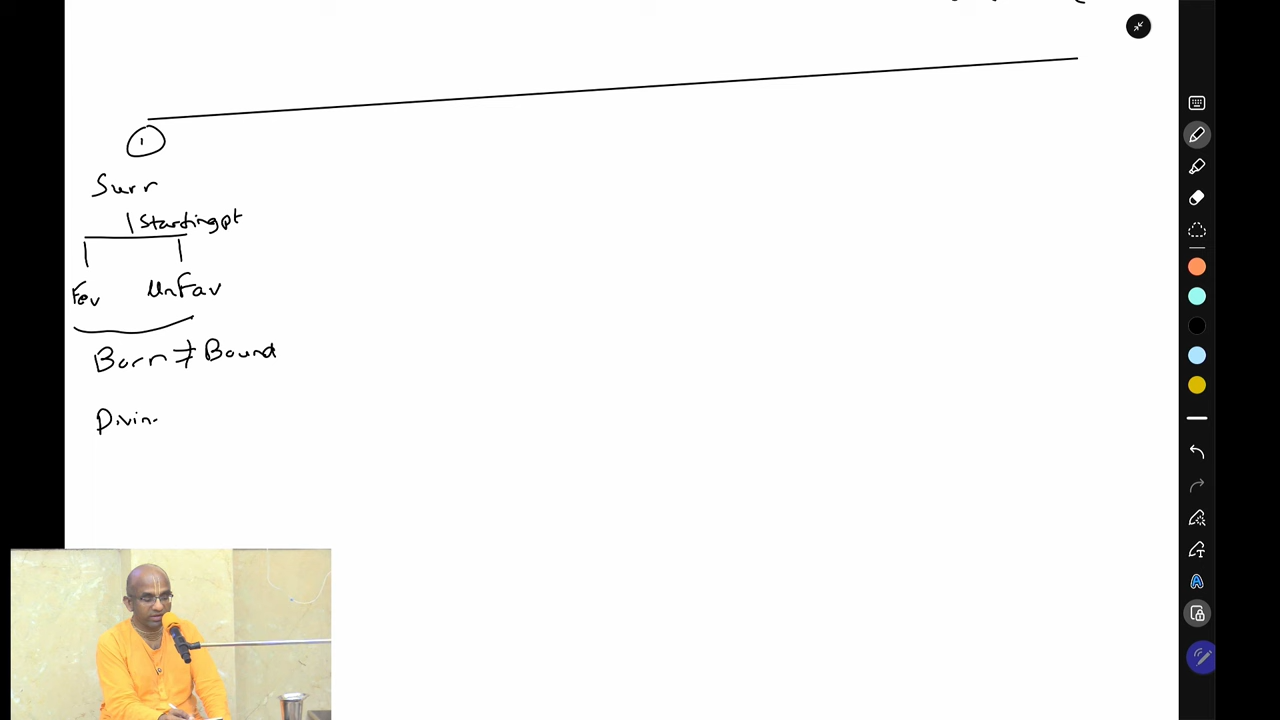 1
Surr
Starting pt
Fav UnFav
Born ≠ Bound
Divin